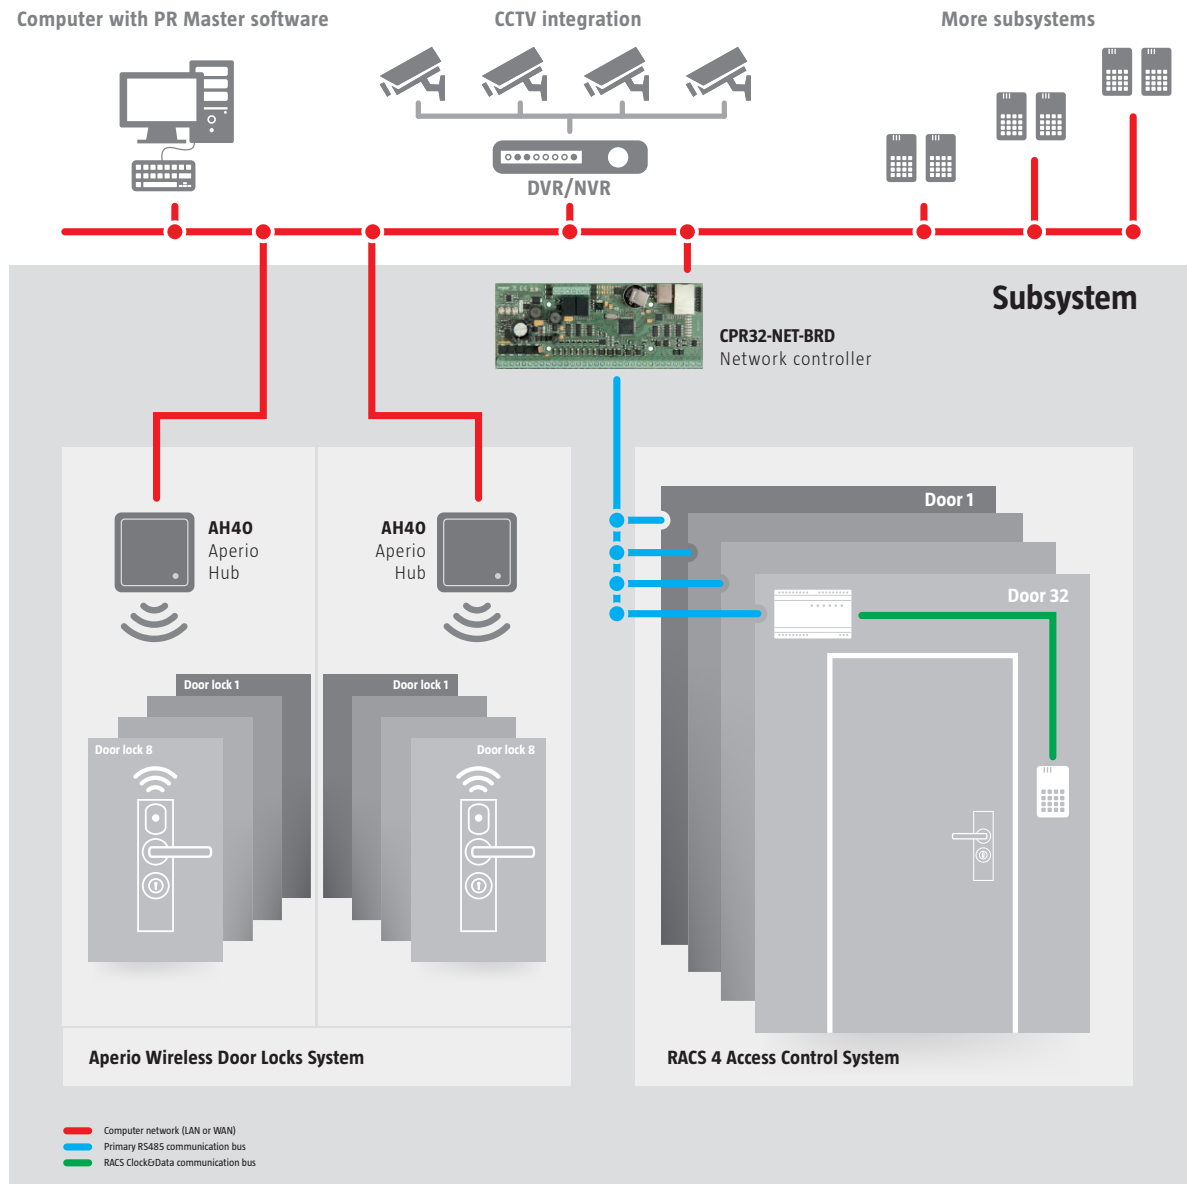 Computer with PR Master software
CCTV integration
More subsystems
DVR/NVR
Subsystem
CPR32-NET-BRD
Network controller
AH40
Aperio
Hub
AH40
Aperio
Hub
Door 1
Door 32
Door lock 1
Door lock 1
Door lock 8
Door lock 8
Aperio Wireless Door Locks System
RACS 4 Access Control System
Computer network (LAN or WAN)
Primary RS485 communication bus
RACS Clock&Data communication bus